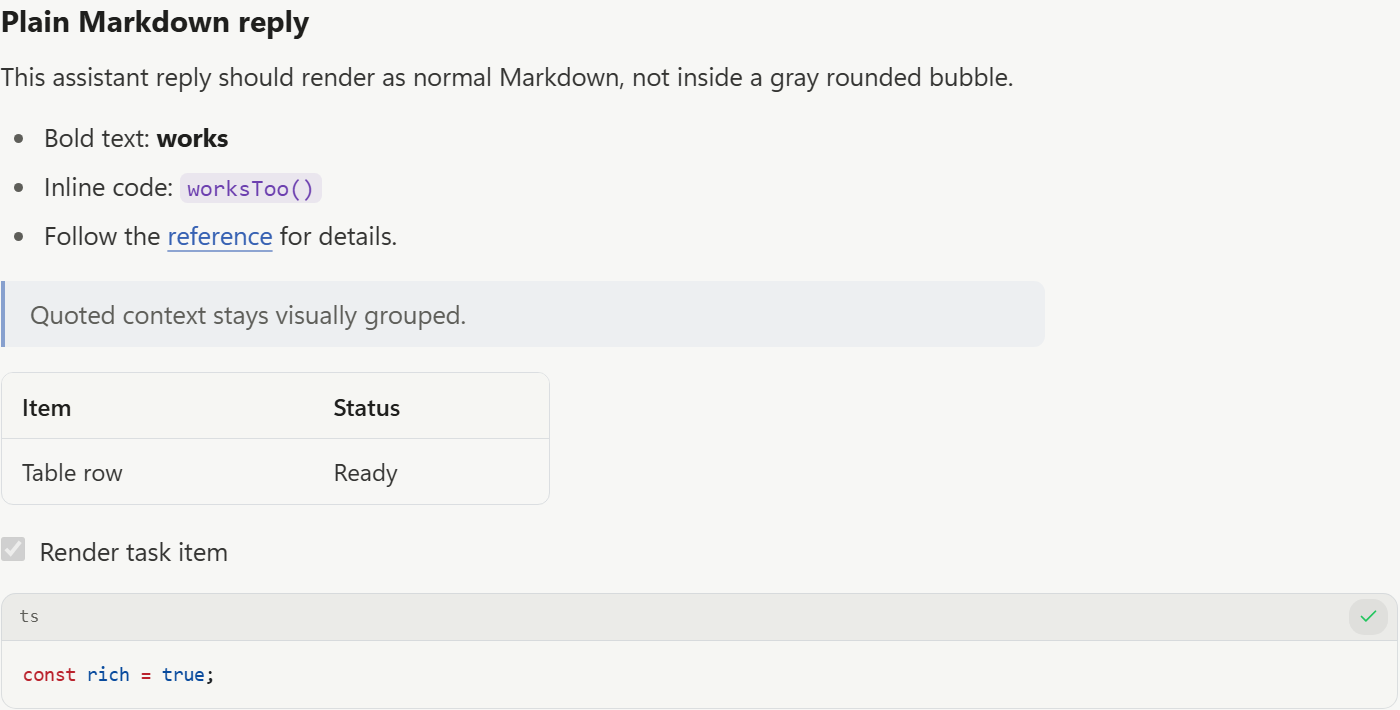 Plain Markdown reply
This assistant reply should render as normal Markdown, not inside a gray rounded bubble.
Bold text: works
Inline code: worksToo()
Follow the reference for details.
Quoted context stays visually grouped.
Item Status
Table row Ready
Render task item
ts
const rich = true;